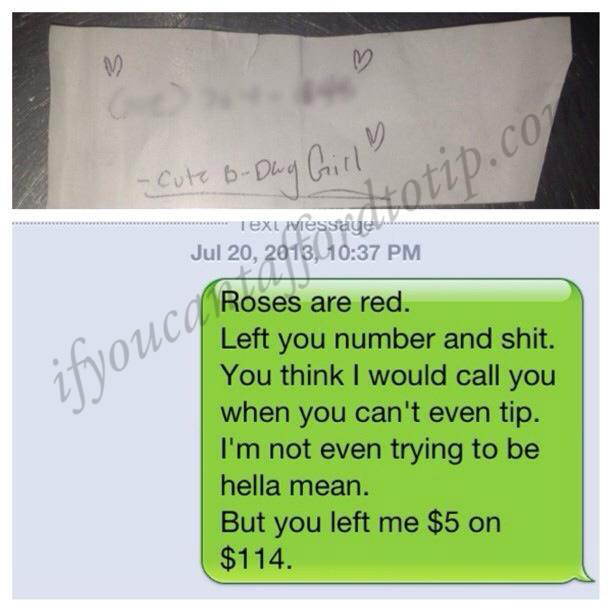 - Cute B-Day Girl
Text Message
Jul 20, 2013, 10:37 PM
Roses are red.
Left you number and shit.
You think I would call you
when you can't even tip.
I'm not even trying to be
hella mean.
But you left me $5 on
$114.
ifyoucantaffordtotip.com